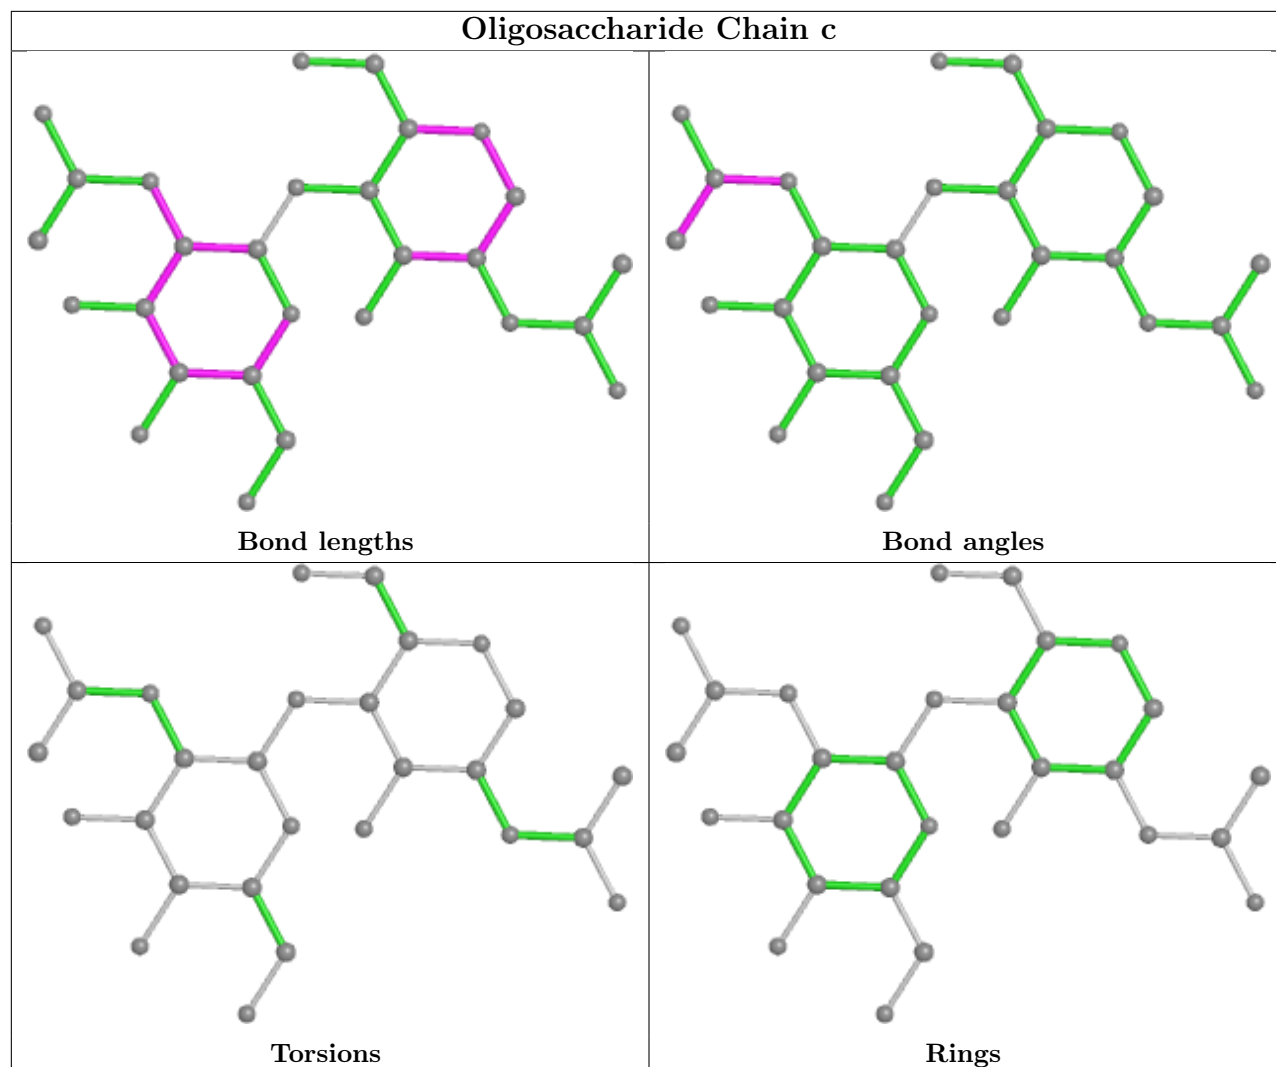 Oligosaccharide Chain c
Bond lengths
Bond angles
Torsions
Rings